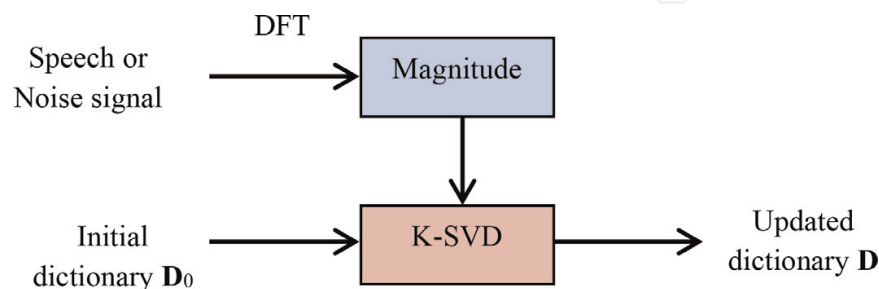 DFT
Speech or
Noise signal
Magnitude
Initial
dictionary D0
K-SVD
Updated
dictionary D